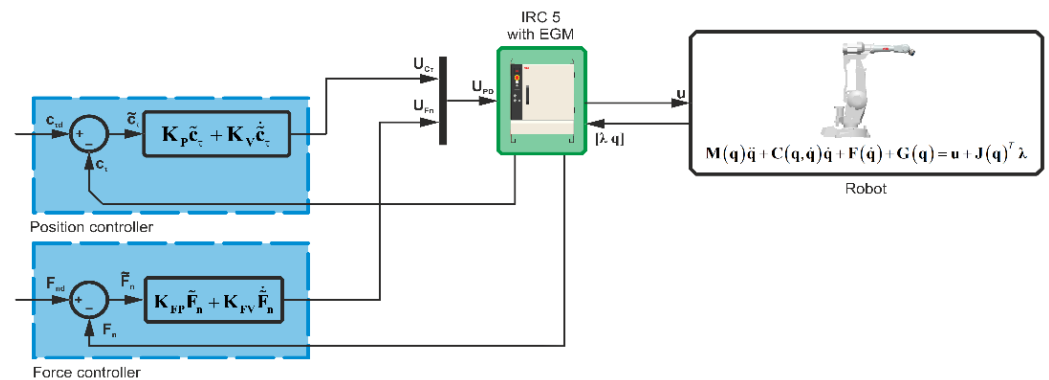 IRC 5
with EGM
U_Cτ
U_Fn
U_PD
u
[λ q]
M(q)q̈ + C(q,q̇)q̇ + F(q̇) + G(q) = u + J(q)^T λ
Robot
c_τd
+
−
c̃_τ
c_τ
K_P c̃_τ + K_V ċ̃_τ
Position controller
F_nd
+
−
F̃_n
F_n
K_FP F̃_n + K_FV Ḟ̃_n
Force controller